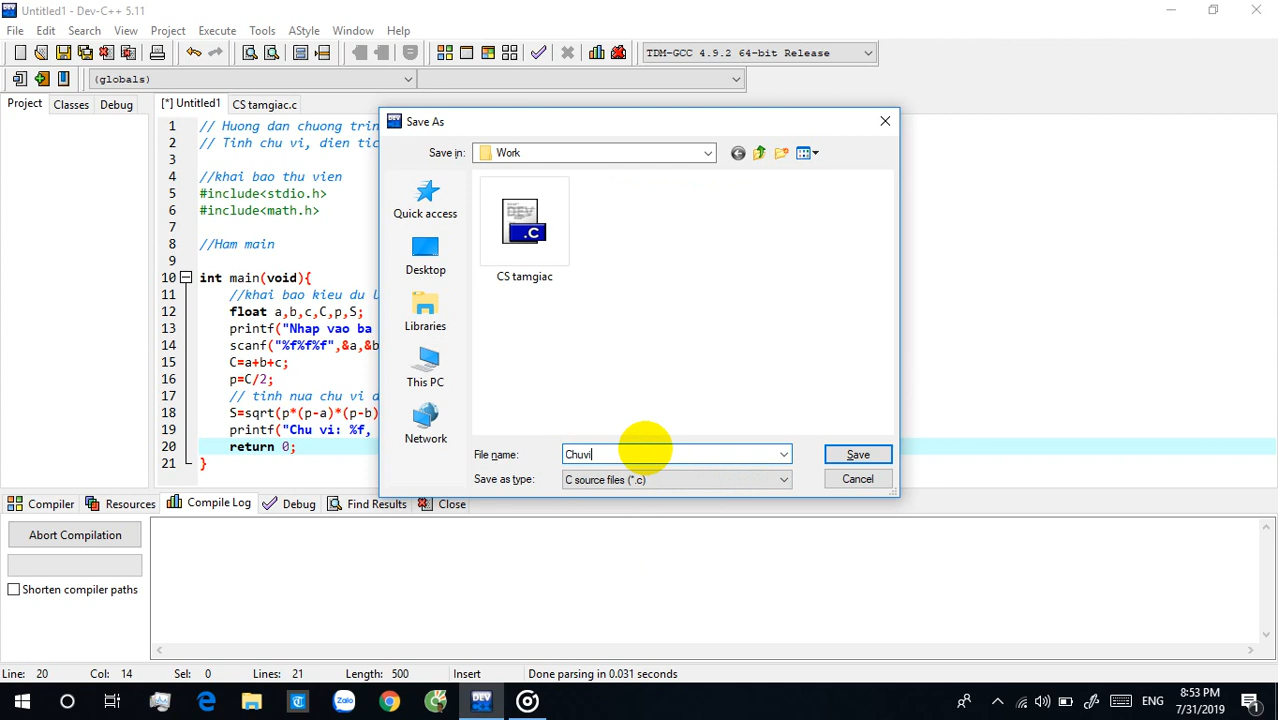 Untitled1 - Dev-C++ 5.11
File Edit Search View Project Execute Tools AStyle Window Help
TDM-GCC 4.9.2 64-bit Release
(globals)
Project Classes Debug
[*] Untitled1 CS tamgiac.c
1 // Huong dan chuong trin
2 // Tinh chu vi, dien tic
3
4 //khai bao thu vien
5 #include<stdio.h>
6 #include<math.h>
7
8 //Ham main
9
10 int main(void){
11 //khai bao kieu du l
12 float a,b,c,C,p,S;
13 printf("Nhap vao ba
14 scanf("%f%f%f",&a,&b
15 C=a+b+c;
16 p=C/2;
17 // tinh nua chu vi d
18 S=sqrt(p*(p-a)*(p-b)
19 printf("Chu vi: %f,
20 return 0;
21 }
Save As
Save in: Work
Quick access
Desktop
Libraries
This PC
Network
DEV
.C
CS tamgiac
File name: Chuvi
Save
Save as type: C source files (*.c)
Cancel
Compiler Resources Compile Log Debug Find Results Close
Abort Compilation
Shorten compiler paths
Line: 20 Col: 14 Sel: 0 Lines: 21 Length: 500 Insert Done parsing in 0.031 seconds
Zalo
DEV
ENG
8:53 PM
7/31/2019
1